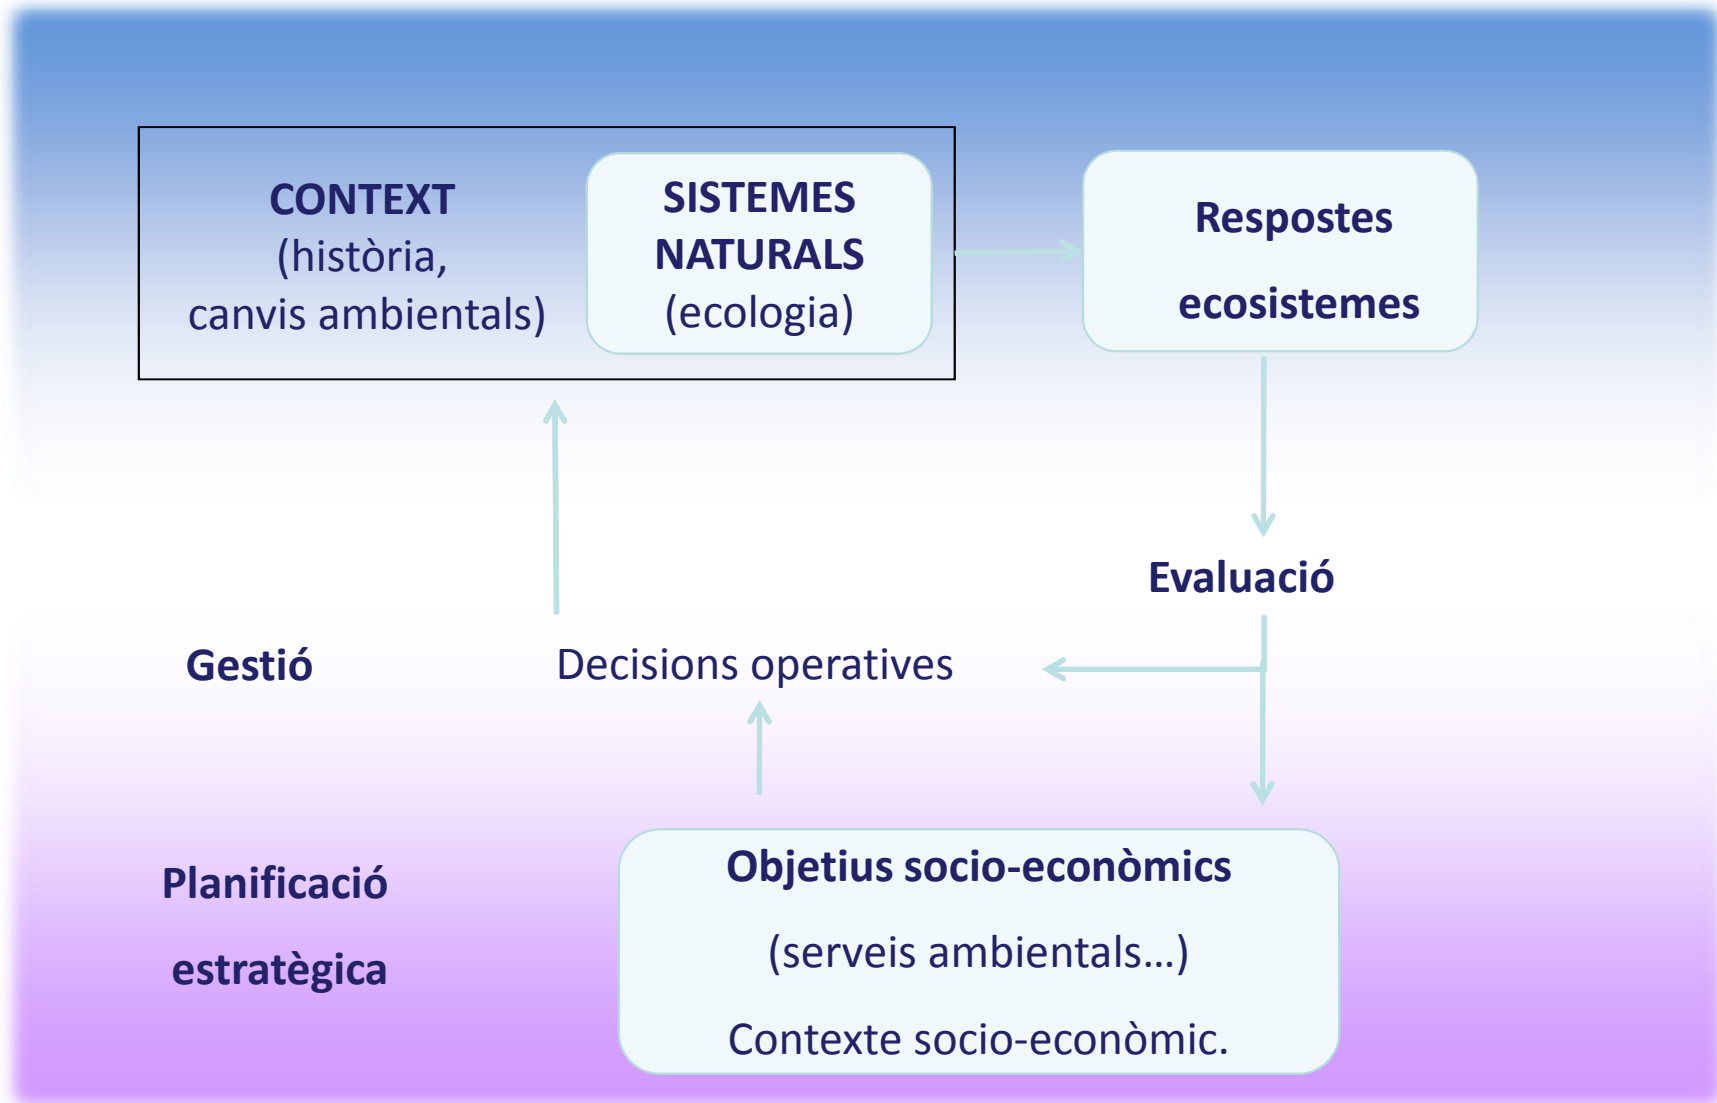 CONTEXT
(història,
canvis ambientals)
SISTEMES
NATURALS
(ecologia)
Respostes
ecosistemes
Evaluació
Gestió
Decisions operatives
Planificació
estratègica
Objetius socio-econòmics
(serveis ambientals...)
Contexte socio-econòmic.